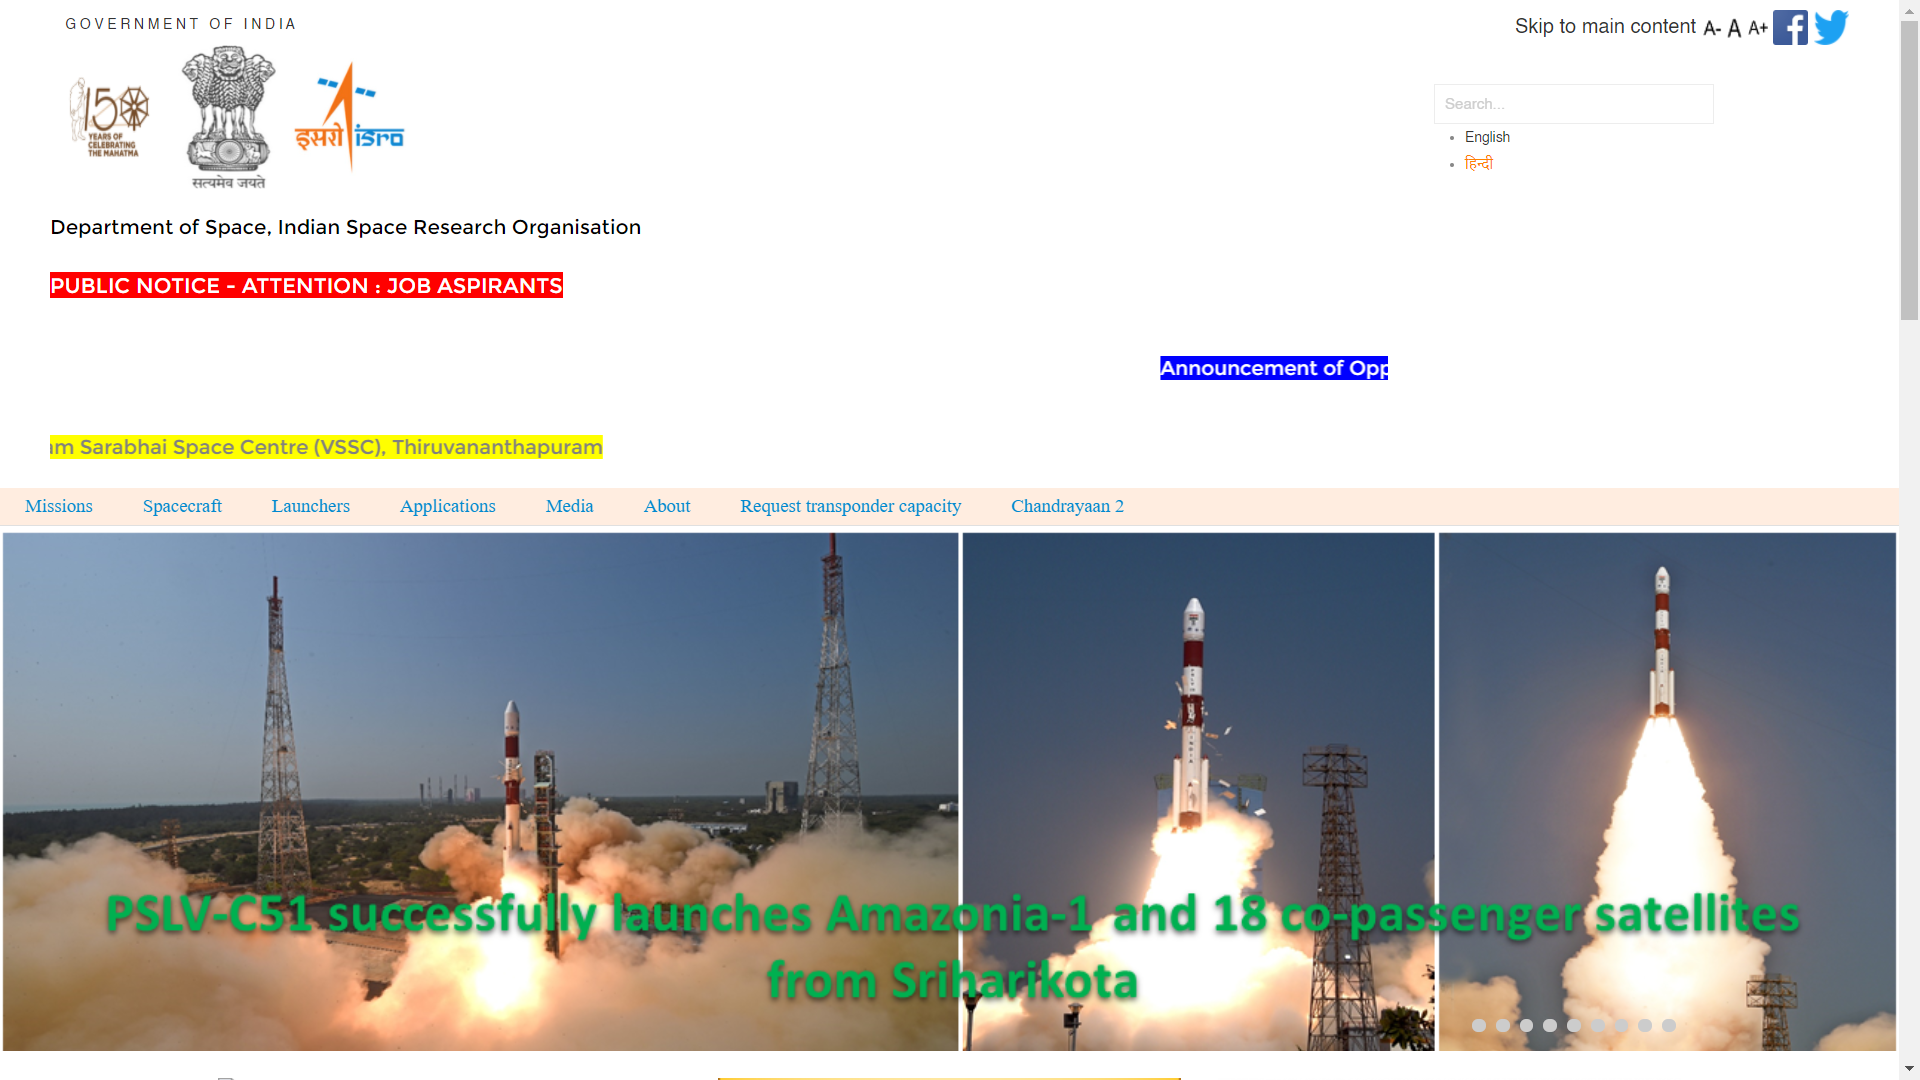 GOVERNMENT OF INDIA
Skip to main content A- A A+
150
YEARS OF
CELEBRATING
THE MAHATMA
सत्यमेव जयते
इसरो isro
Search...
English
हिन्दी
Department of Space, Indian Space Research Organisation
PUBLIC NOTICE - ATTENTION : JOB ASPIRANTS
Announcement of Opp
am Sarabhai Space Centre (VSSC), Thiruvananthapuram
Missions Spacecraft Launchers Applications Media About Request transponder capacity Chandrayaan 2
PSLV-C51 successfully launches Amazonia-1 and 18 co-passenger satellites
from Sriharikota